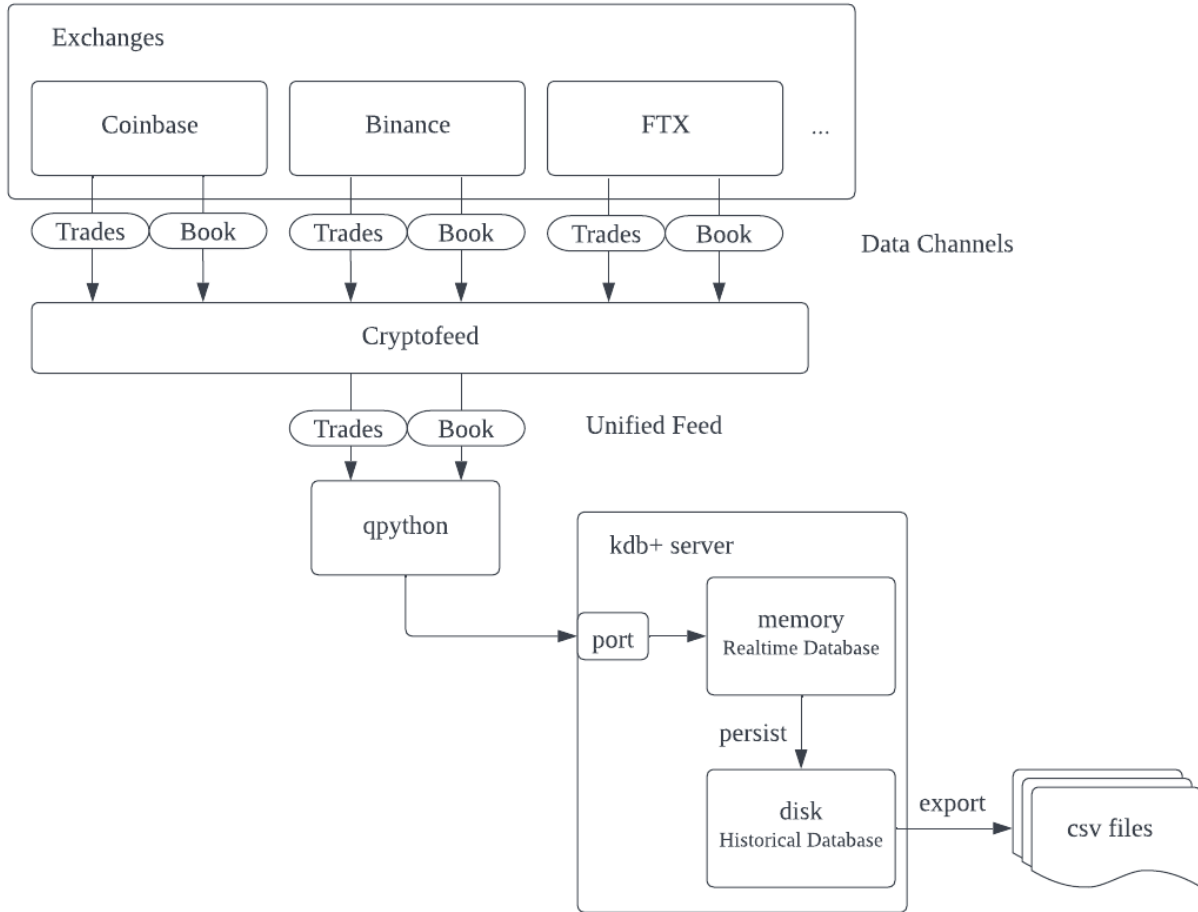 Exchanges
Coinbase
Binance
FTX
...
Trades
Book
Trades
Book
Trades
Book
Data Channels
Cryptofeed
Trades
Book
Unified Feed
qpython
kdb+ server
port
memory
Realtime Database
persist
disk
Historical Database
export
csv files